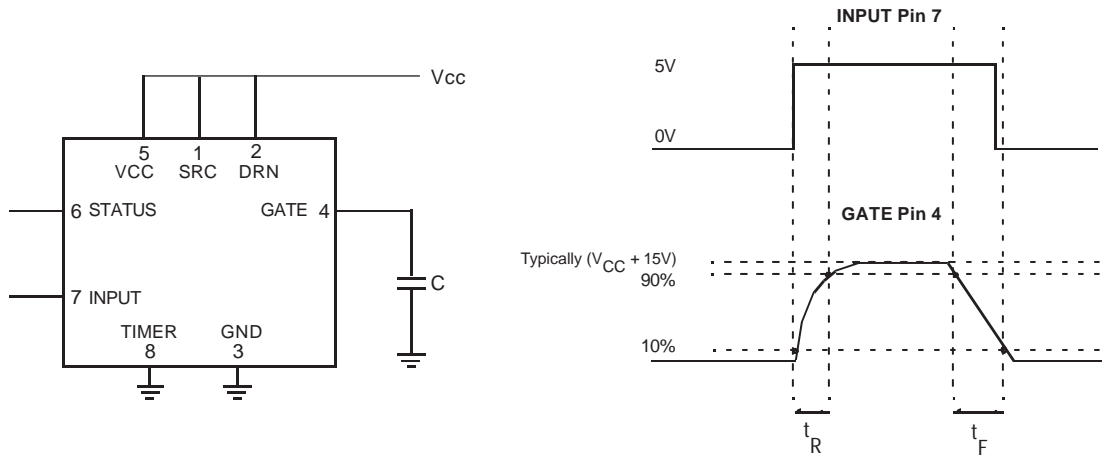 Vcc
5 1 2
VCC SRC DRN
6 STATUS GATE 4
C
7 INPUT
TIMER GND
8 3
INPUT Pin 7
5V
0V
GATE Pin 4
Typically (VCC + 15V)
90%
10%
tR tF